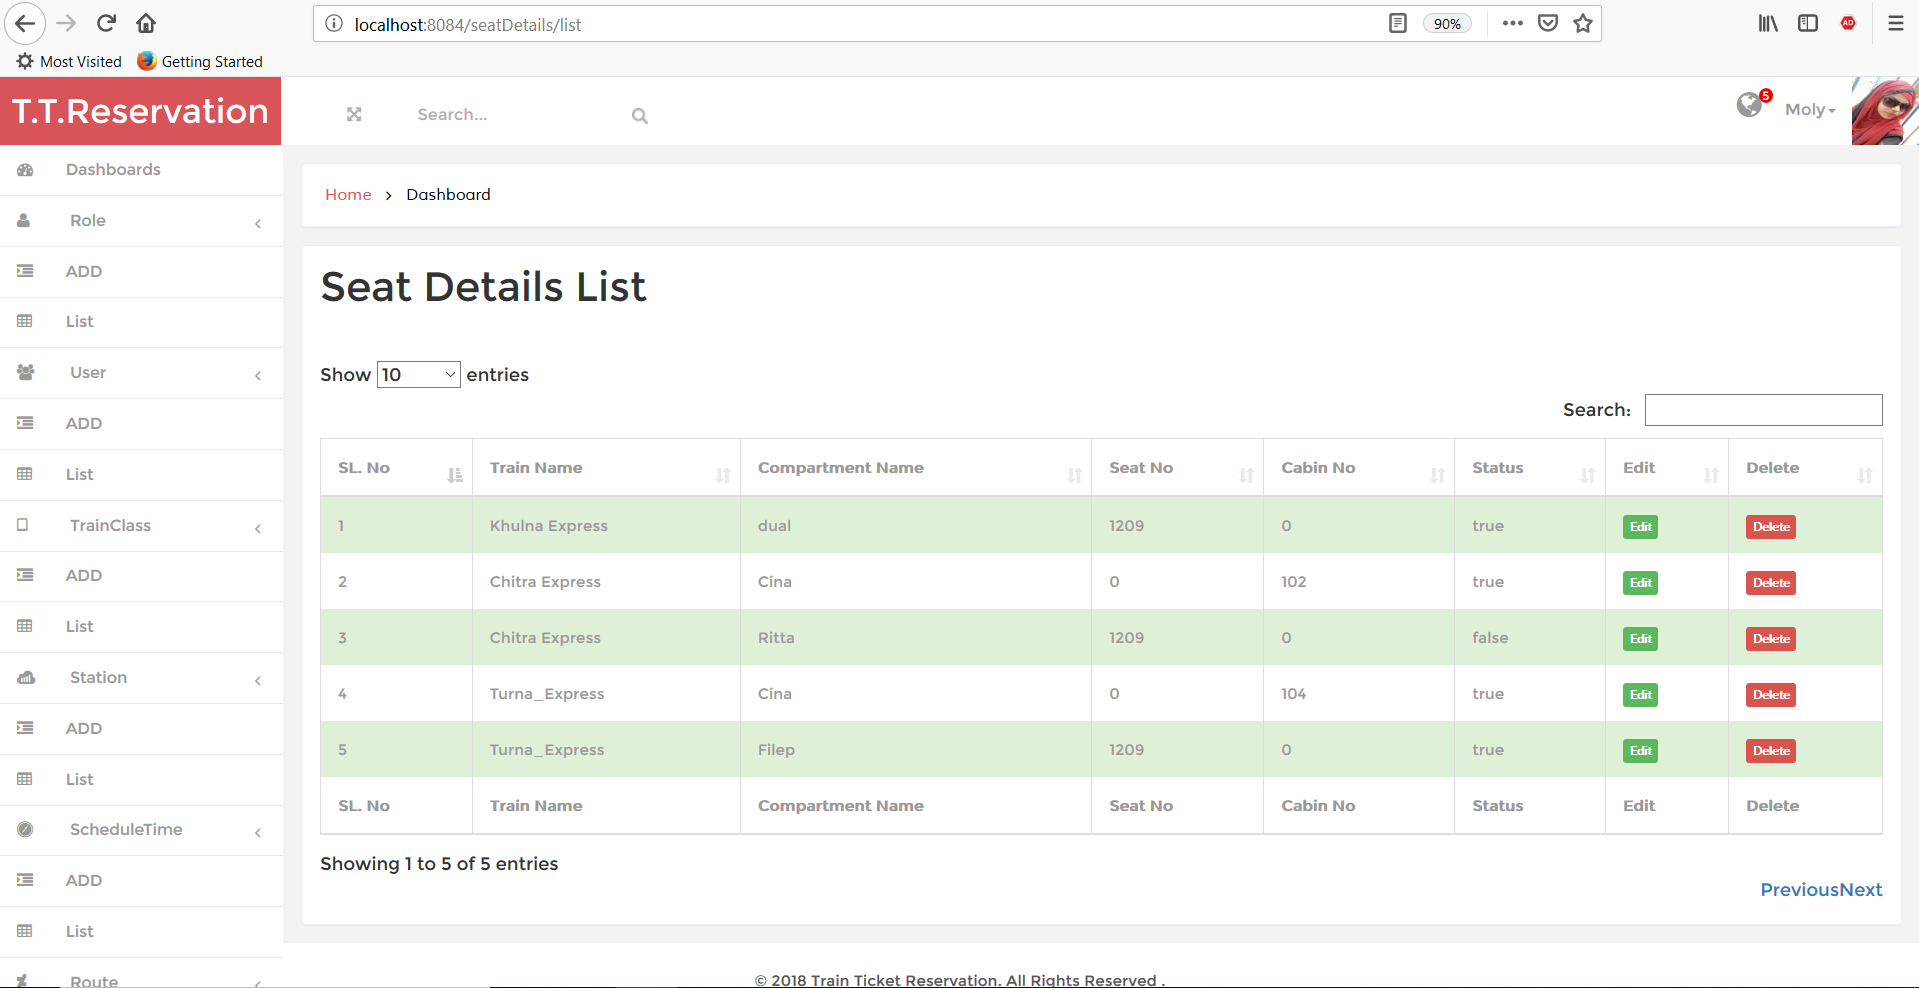 localhost:8084/seatDetails/list 90%
Most Visited Getting Started
T.T.Reservation
Search...
5
Moly
AD
Dashboards
Role
ADD
List
User
ADD
List
TrainClass
ADD
List
Station
ADD
List
ScheduleTime
ADD
List
Route
Home > Dashboard
Seat Details List
Show 10 entries
Search:
SL. No Train Name Compartment Name Seat No Cabin No Status Edit Delete
1 Khulna Express dual 1209 0 true Edit Delete
2 Chitra Express Cina 0 102 true Edit Delete
3 Chitra Express Ritta 1209 0 false Edit Delete
4 Turna_Express Cina 0 104 true Edit Delete
5 Turna_Express Filep 1209 0 true Edit Delete
SL. No Train Name Compartment Name Seat No Cabin No Status Edit Delete
Showing 1 to 5 of 5 entries
PreviousNext
© 2018 Train Ticket Reservation. All Rights Reserved .